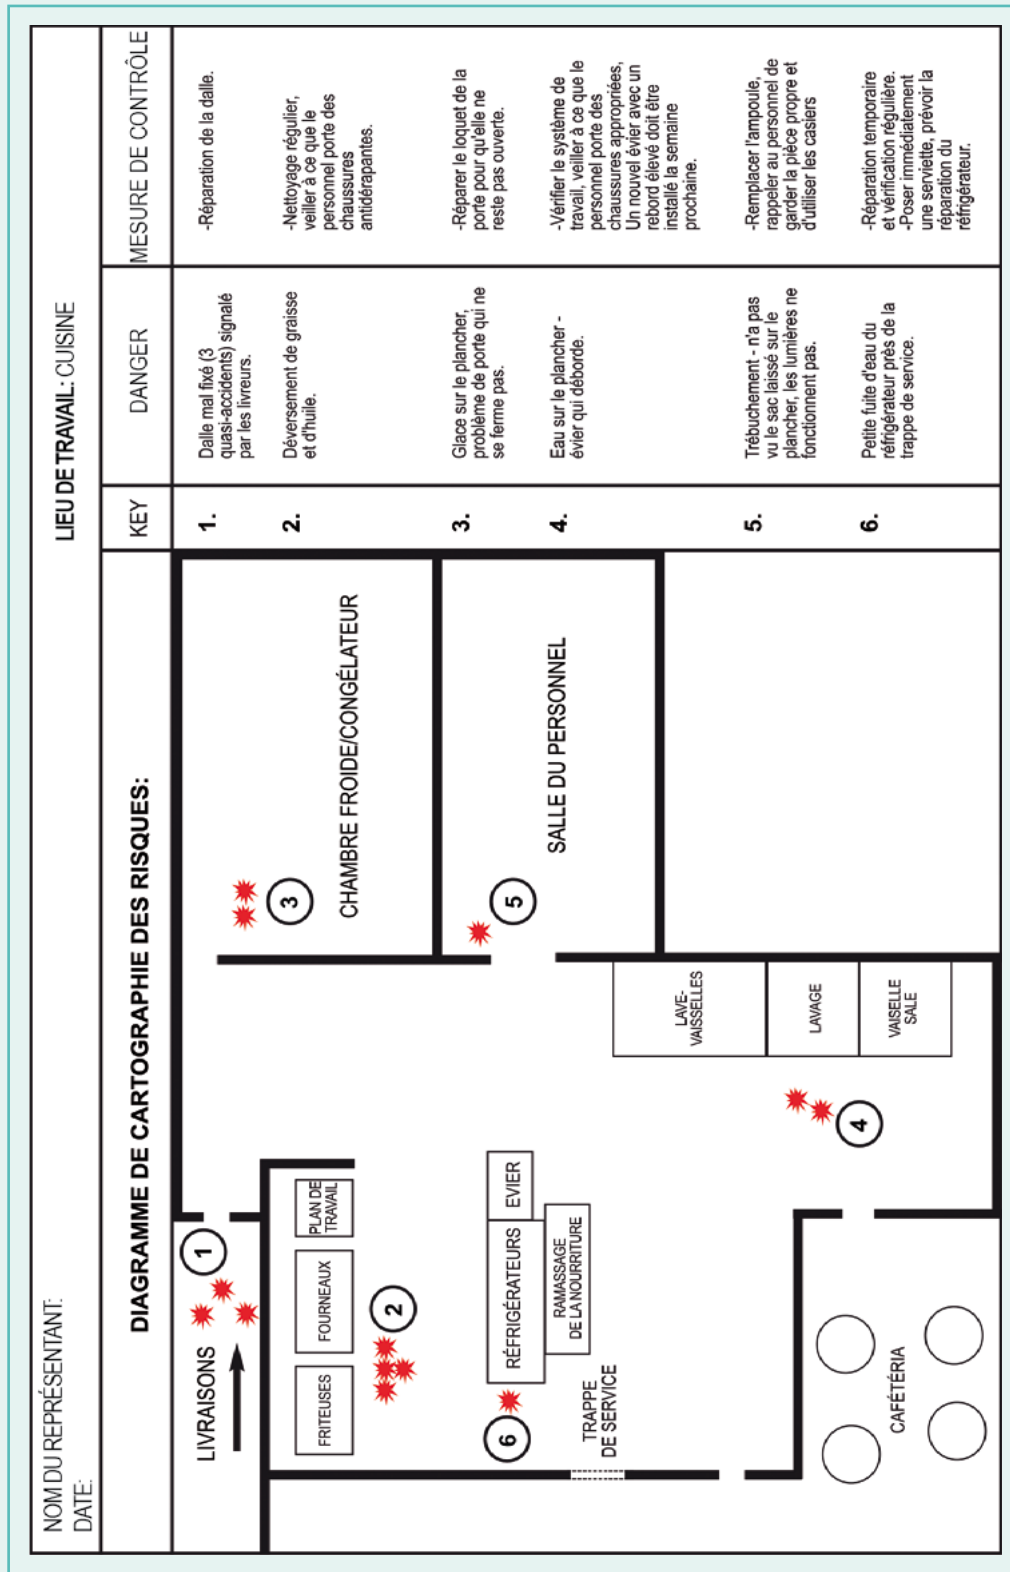 NOM DU REPRÉSENTANT:
DATE:
LIEU DE TRAVAIL: CUISINE
DIAGRAMME DE CARTOGRAPHIE DES RISQUES:
KEY
DANGER
MESURE DE CONTRÔLE
LIVRAISONS
1
FRITEUSES
FOURNEAUX
PLAN DE
TRAVAIL
2
3
CHAMBRE FROIDE/CONGÉLATEUR
6
RÉFRIGÉRATEURS
EVIER
RAMASSAGE
DE LA NOURRITURE
TRAPPE
DE SERVICE
5
SALLE DU PERSONNEL
LAVE-
VAISSELLES
LAVAGE
VAISELLE
SALE
4
CAFÉTÉRIA
1.
Dalle mal fixé (3
quasi-accidents) signalé
par les livreurs.
-Réparation de la dalle.
2.
Déversement de graisse
et d'huile.
-Nettoyage régulier,
veiller à ce que le
personnel porte des
chaussures
antidérapantes.
3.
Glace sur le plancher,
problème de porte qui ne
se ferme pas.
-Réparer le loquet de la
porte pour qu'elle ne
reste pas ouverte.
4.
Eau sur le plancher -
évier qui déborde.
-Vérifier le système de
travail, veiller à ce que le
personnel porte des
chaussures appropriées,
Un nouvel évier avec un
rebord élevé doit être
installé la semaine
prochaine.
5.
Trébuchement - n'a pas
vu le sac laissé sur le
plancher, les lumières ne
fonctionnent pas.
-Remplacer l'ampoule,
rappeler au personnel de
garder la pièce propre et
d'utiliser les casiers
6.
Petite fuite d'eau du
réfrigérateur près de la
trappe de service.
-Réparation temporaire
et vérification régulière.
-Poser immédiatement
une serviette, prévoir la
réparation du
réfrigérateur.